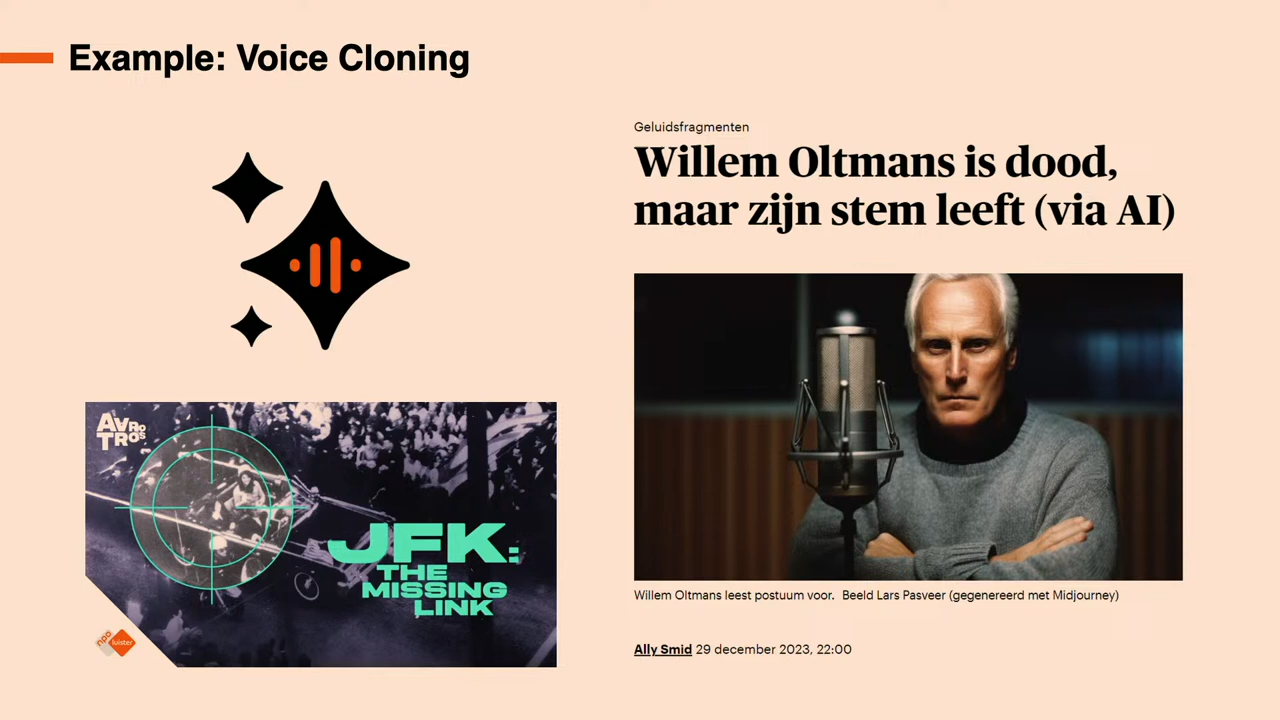 Example: Voice Cloning
Geluidsfragmenten
Willem Oltmans is dood,
maar zijn stem leeft (via AI)
AVRO
TROS
JFK:
THE
MISSING
LINK
npo
luister
Willem Oltmans leest postuum voor. Beeld Lars Pasveer (gegenereerd met Midjourney)
Ally Smid 29 december 2023, 22:00